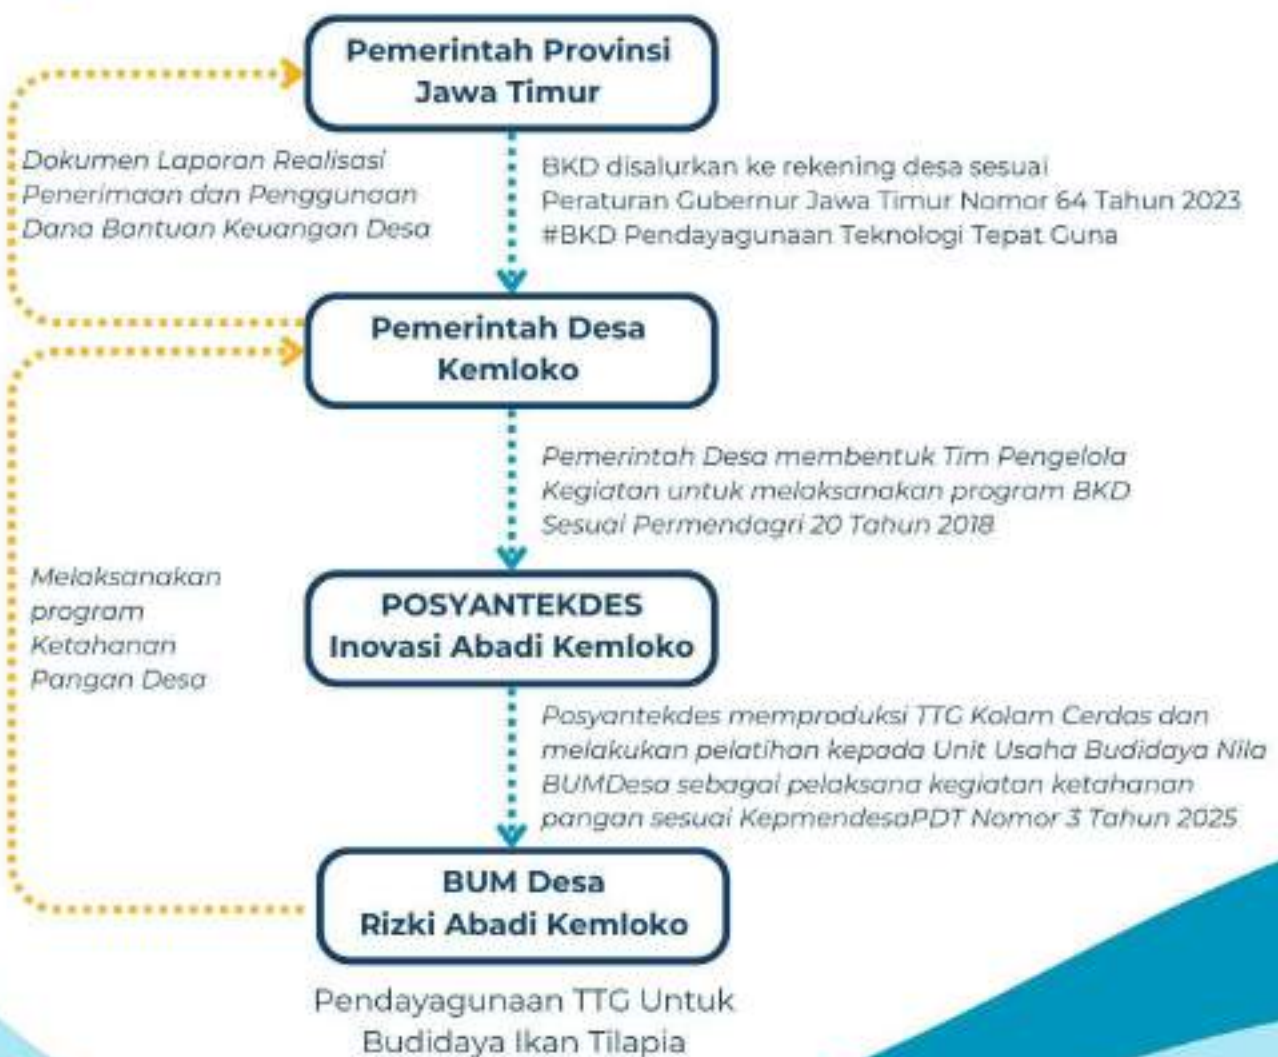 Pemerintah Provinsi
Jawa Timur
Dokumen Laporan Realisasi
Penerimaan dan Penggunaan
Dana Bantuan Keuangan Desa
BKD disalurkan ke rekening desa sesuai
Peraturan Gubernur Jawa Timur Nomor 64 Tahun 2023
#BKD Pendayagunaan Teknologi Tepat Guna
Pemerintah Desa
Kemloko
Pemerintah Desa membentuk Tim Pengelola
Kegiatan untuk melaksanakan program BKD
Sesuai Permendagri 20 Tahun 2018
Melaksanakan
program
Ketahanan
Pangan Desa
POSYANTEKDES
Inovasi Abadi Kemloko
Posyantekdes memproduksi TTG Kolam Cerdas dan
melakukan pelatihan kepada Unit Usaha Budidaya Nila
BUMDesa sebagai pelaksana kegiatan ketahanan
pangan sesuai KepmendesaPDT Nomor 3 Tahun 2025
BUM Desa
Rizki Abadi Kemloko
Pendayagunaan TTG Untuk
Budidaya Ikan Tilapia